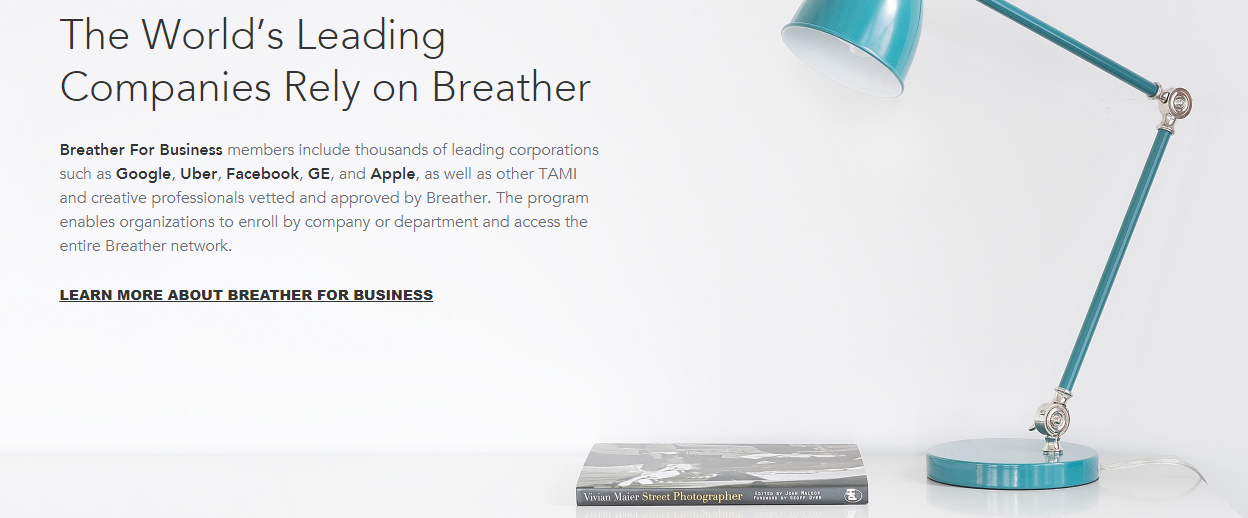 The World's Leading
Companies Rely on Breather
Breather For Business members include thousands of leading corporations
such as Google, Uber, Facebook, GE, and Apple, as well as other TAMI
and creative professionals vetted and approved by Breather. The program
enables organizations to enroll by company or department and access the
entire Breather network.
LEARN MORE ABOUT BREATHER FOR BUSINESS
Vivian Maier Street Photographer
EDITED BY JOHN MALOOF
FOREWORD BY GEOFF DYER